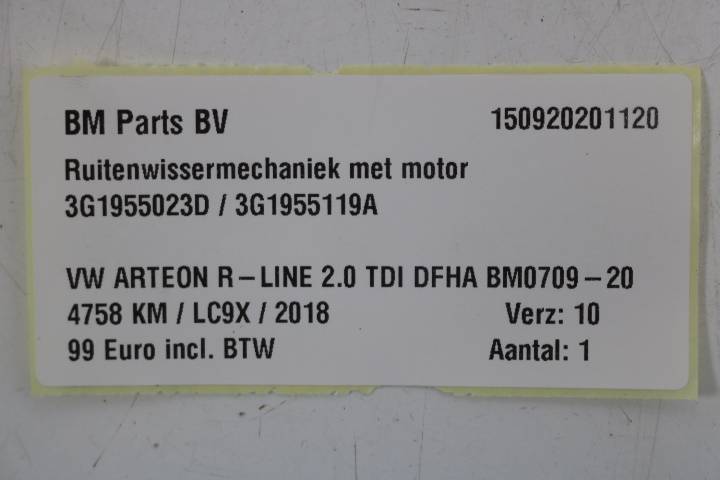 BM Parts BV 150920201120
Ruitenwissermechaniek met motor
3G1955023D / 3G1955119A
VW ARTEON R-LINE 2.0 TDI DFHA BM0709-20
4758 KM / LC9X / 2018 Verz: 10
99 Euro incl. BTW Aantal: 1